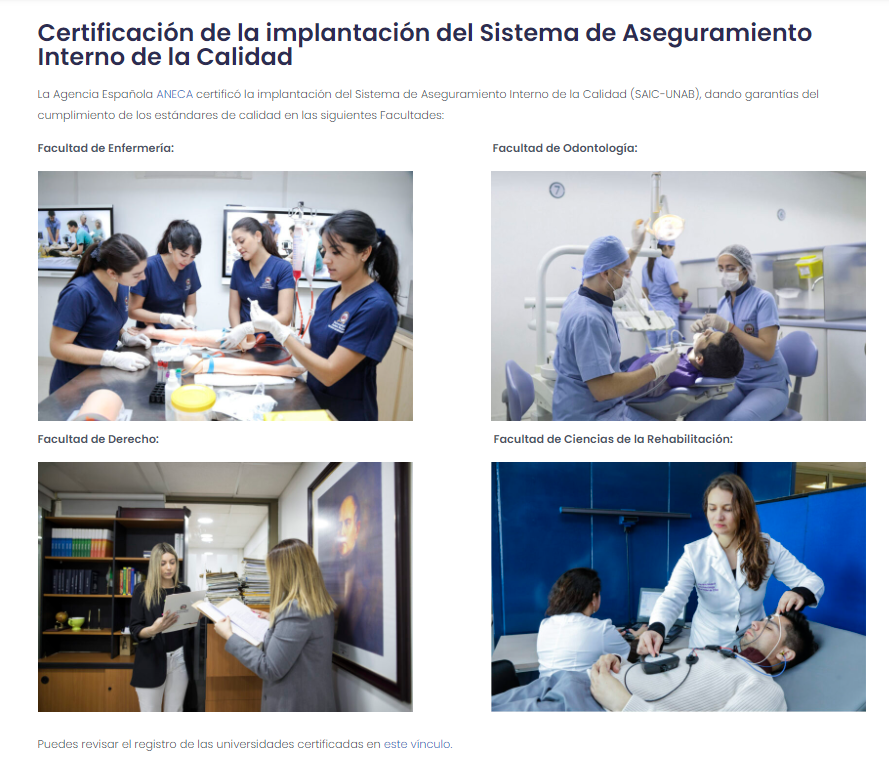 Certificación de la implantación del Sistema de Aseguramiento
Interno de la Calidad
La Agencia Española ANECA certificó la implantación del Sistema de Aseguramiento Interno de la Calidad (SAIC-UNAB), dando garantías del
cumplimiento de los estándares de calidad en las siguientes Facultades:
Facultad de Enfermería:
Facultad de Odontología:
7
Facultad de Derecho:
Facultad de Ciencias de la Rehabilitación:
Puedes revisar el registro de las universidades certificadas en este vínculo.